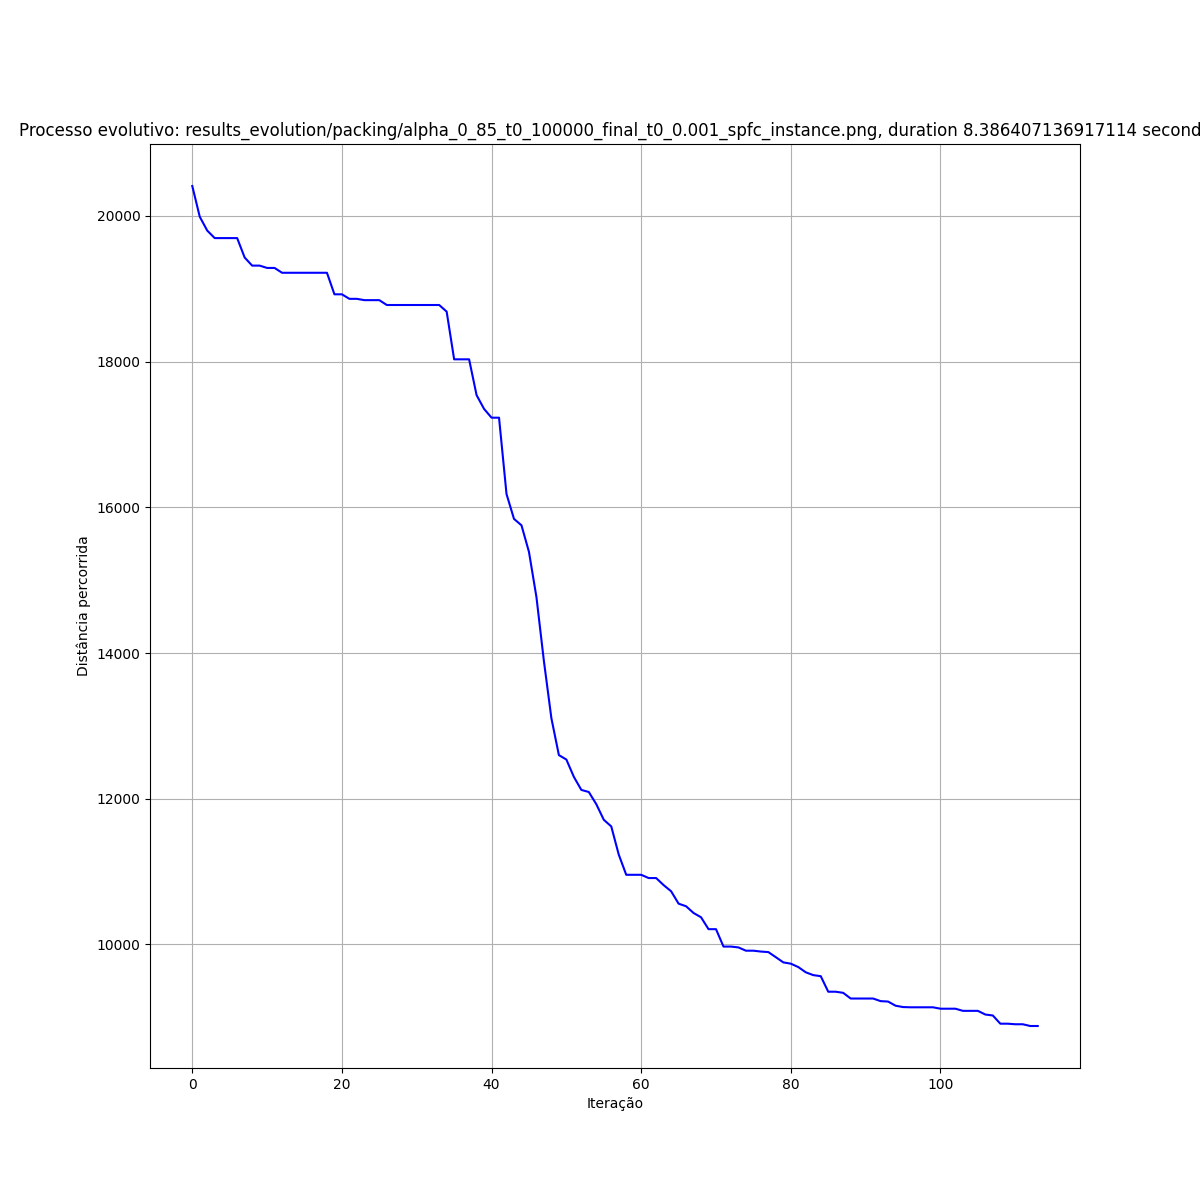 Processo evolutivo: results_evolution/packing/alpha_0_85_t0_100000_final_t0_0.001_spfc_instance.png, duration 8.386407136917114 second
20000
18000
16000
14000
12000
10000
Distância percorrida
0 20 40 60 80 100
Iteração